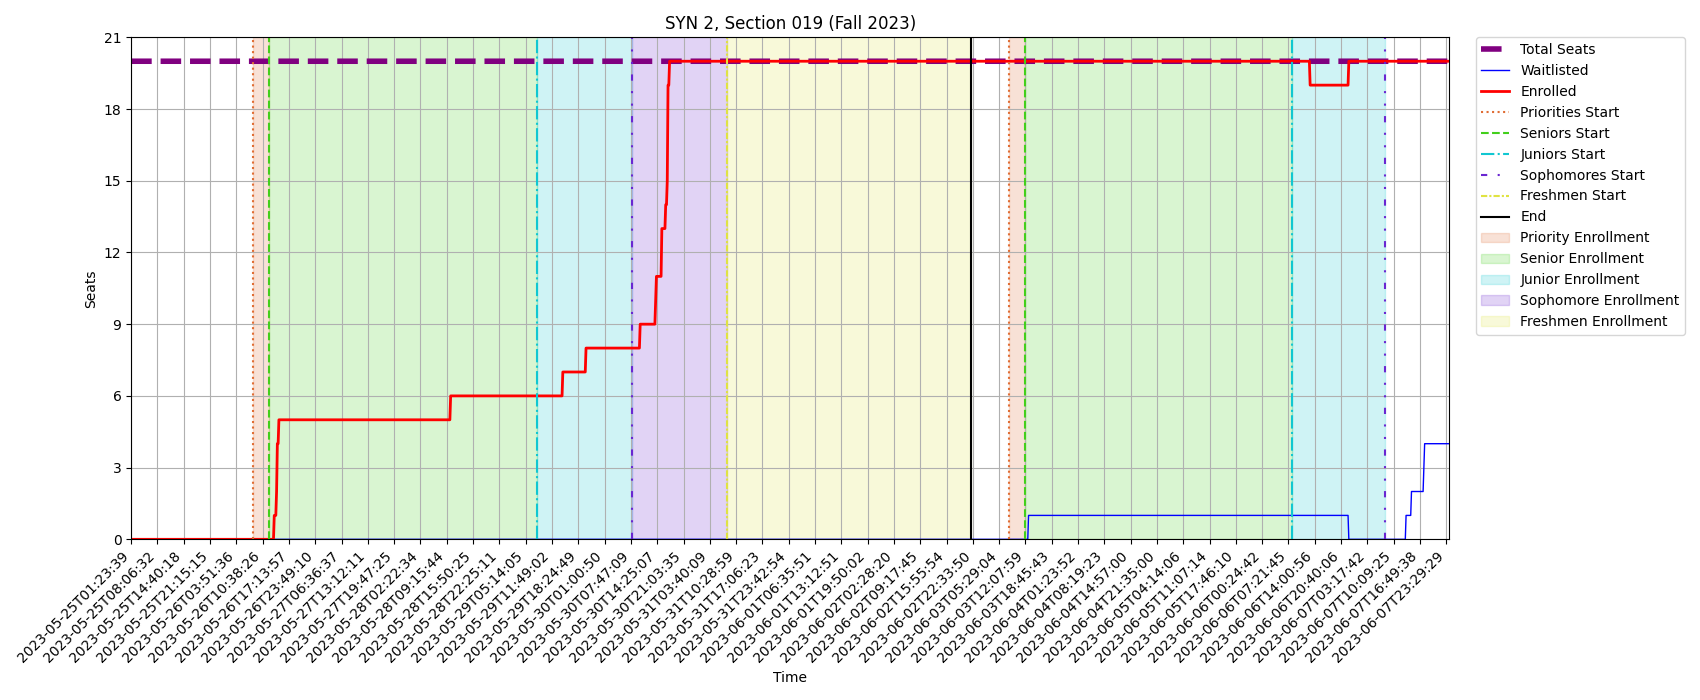 SYN 2, Section 019 (Fall 2023)
21
18
15
12
9
6
3
0
Seats
2023-05-25T01:23:39
2023-05-25T08:06:32
2023-05-25T14:40:18
2023-05-25T21:15:15
2023-05-26T03:51:36
2023-05-26T10:38:26
2023-05-26T17:13:57
2023-05-26T23:49:10
2023-05-27T06:36:37
2023-05-27T13:12:11
2023-05-27T19:47:25
2023-05-28T02:22:34
2023-05-28T09:15:44
2023-05-28T15:50:25
2023-05-28T22:25:11
2023-05-29T05:14:05
2023-05-29T11:49:02
2023-05-29T18:24:49
2023-05-30T01:00:50
2023-05-30T07:47:09
2023-05-30T14:25:07
2023-05-30T21:03:35
2023-05-31T03:40:09
2023-05-31T10:28:59
2023-05-31T17:06:23
2023-05-31T23:42:54
2023-06-01T06:35:51
2023-06-01T13:12:51
2023-06-01T19:50:02
2023-06-02T02:28:20
2023-06-02T09:17:45
2023-06-02T15:55:54
2023-06-02T22:33:50
2023-06-03T05:29:04
2023-06-03T12:07:59
2023-06-03T18:45:43
2023-06-04T01:23:52
2023-06-04T08:19:23
2023-06-04T14:57:00
2023-06-04T21:35:00
2023-06-05T04:14:06
2023-06-05T11:07:14
2023-06-05T17:46:10
2023-06-06T00:24:42
2023-06-06T07:21:45
2023-06-06T14:00:56
2023-06-06T20:40:06
2023-06-07T03:17:42
2023-06-07T10:09:25
2023-06-07T16:49:38
2023-06-07T23:29:29
Time
Total Seats
Waitlisted
Enrolled
Priorities Start
Seniors Start
Juniors Start
Sophomores Start
Freshmen Start
End
Priority Enrollment
Senior Enrollment
Junior Enrollment
Sophomore Enrollment
Freshmen Enrollment